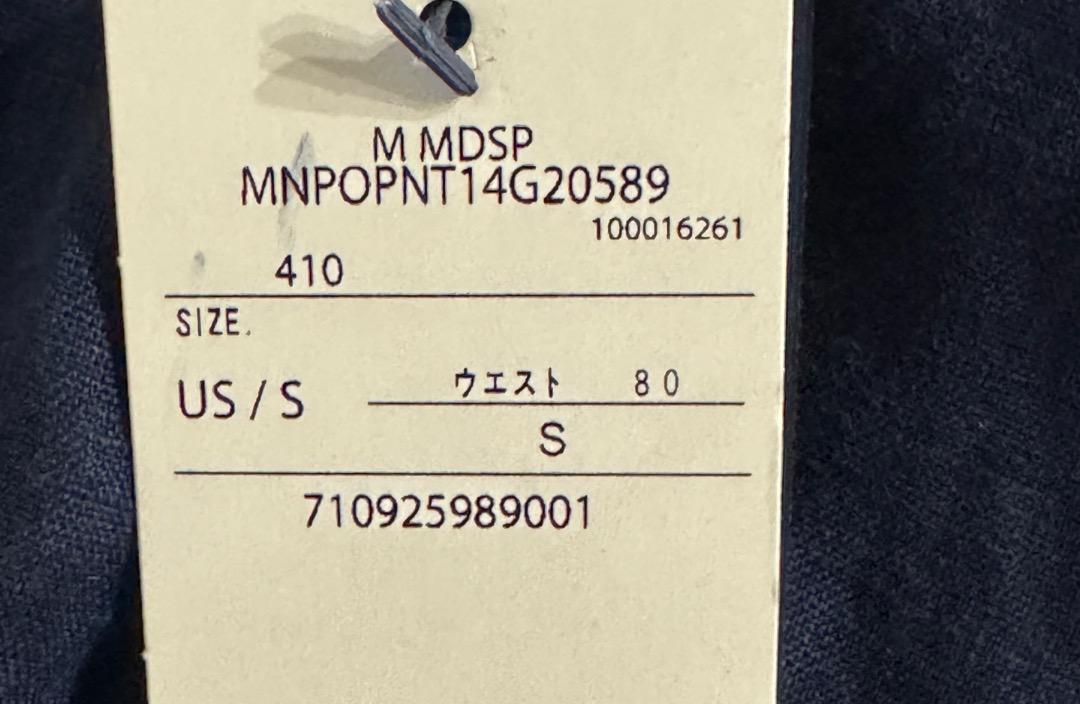 M MDSP
MNPOPNT14G20589
100016261
410
SIZE.
US / S
ウエスト 80
S
710925989001